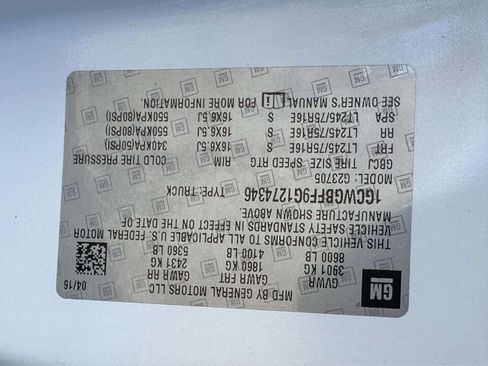 GM
MFD BY GENERAL MOTORS LLC 04/16
GVWR GAWR FRT GAWR RR
3901 KG 1860 KG 2431 KG
8600 LB 4100 LB 5360 LB
THIS VEHICLE CONFORMS TO ALL APPLICABLE U.S. FEDERAL MOTOR
VEHICLE SAFETY STANDARDS IN EFFECT ON THE DATE OF
MANUFACTURE SHOWN ABOVE.
1GCWGBFF9G1274346 TYPE: TRUCK
MODEL: G23705
TIRE SIZE SPEED RTG RIM COLD TIRE PRESSURE
FRT LT245/75R16E S 16X6.5J 340KPA(50PSI)
RR LT245/75R16E S 16X6.5J 550KPA(80PSI)
SPA LT245/75R16E S 16X6.5J 550KPA(80PSI)
SEE OWNER'S MANUAL FOR MORE INFORMATION.